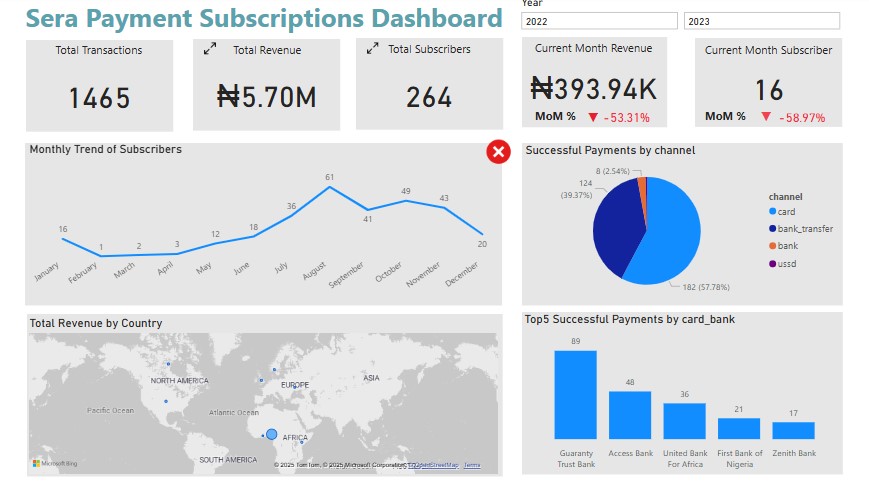 Sera Payment Subscriptions Dashboard
Year
2022
2023
Total Transactions
1465
Total Revenue
₦5.70M
Total Subscribers
264
Current Month Revenue
₦393.94K
MoM % ▼ -53.31%
Current Month Subscriber
16
MoM % ▼ -58.97%
Monthly Trend of Subscribers
16
1
2
3
12
18
36
61
41
49
43
20
January
February
March
April
May
June
July
August
September
October
November
December
Successful Payments by channel
8 (2.54%)
124
(39.37%)
182 (57.78%)
channel
card
bank_transfer
bank
ussd
Total Revenue by Country
NORTH AMERICA
EUROPE
ASIA
Pacific Ocean
Atlantic Ocean
AFRICA
SOUTH AMERICA
Microsoft Bing
© 2025 TomTom, © 2025 Microsoft Corporation, © OpenStreetMap, Terms
Top5 Successful Payments by card_bank
89
48
36
21
17
Guaranty
Trust Bank
Access Bank
United Bank
For Africa
First Bank of
Nigeria
Zenith Bank